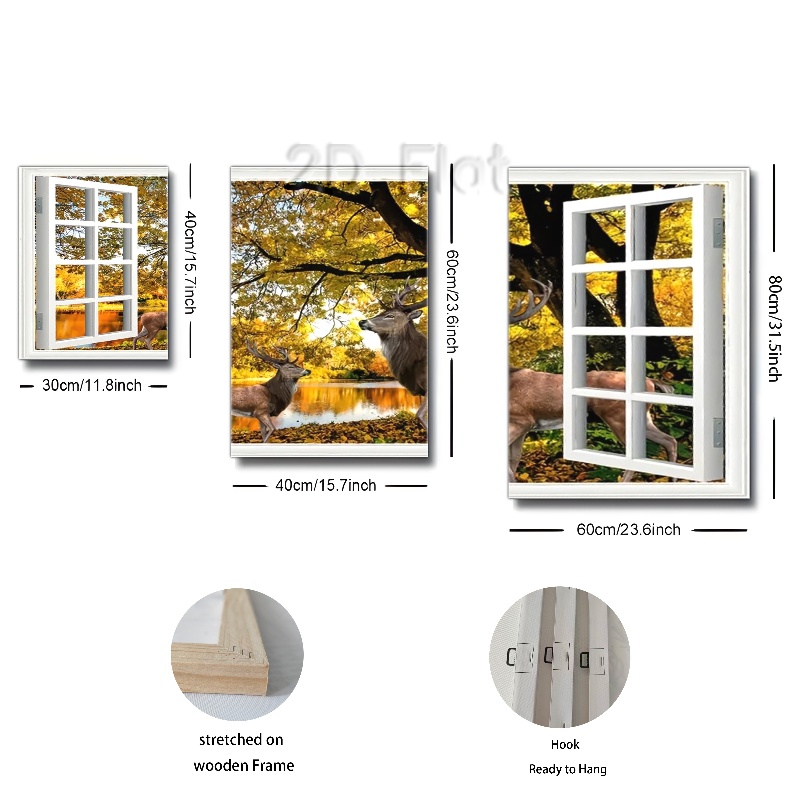 2D Flat
40cm/15.7inch
30cm/11.8inch
60cm/23.6inch
40cm/15.7inch
80cm/31.5inch
60cm/23.6inch
stretched on
wooden Frame
Hook
Ready to Hang